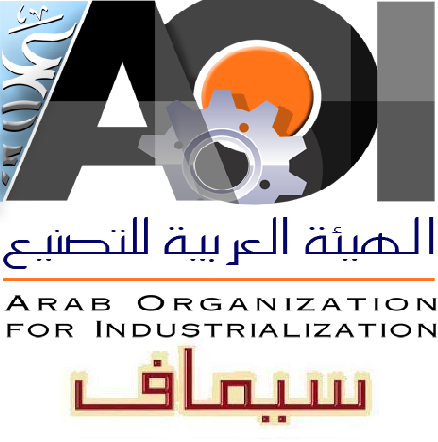 AOI
الهيئة العربية للتصنيع
ARAB ORGANIZATION
FOR INDUSTRIALIZATION
سيماف